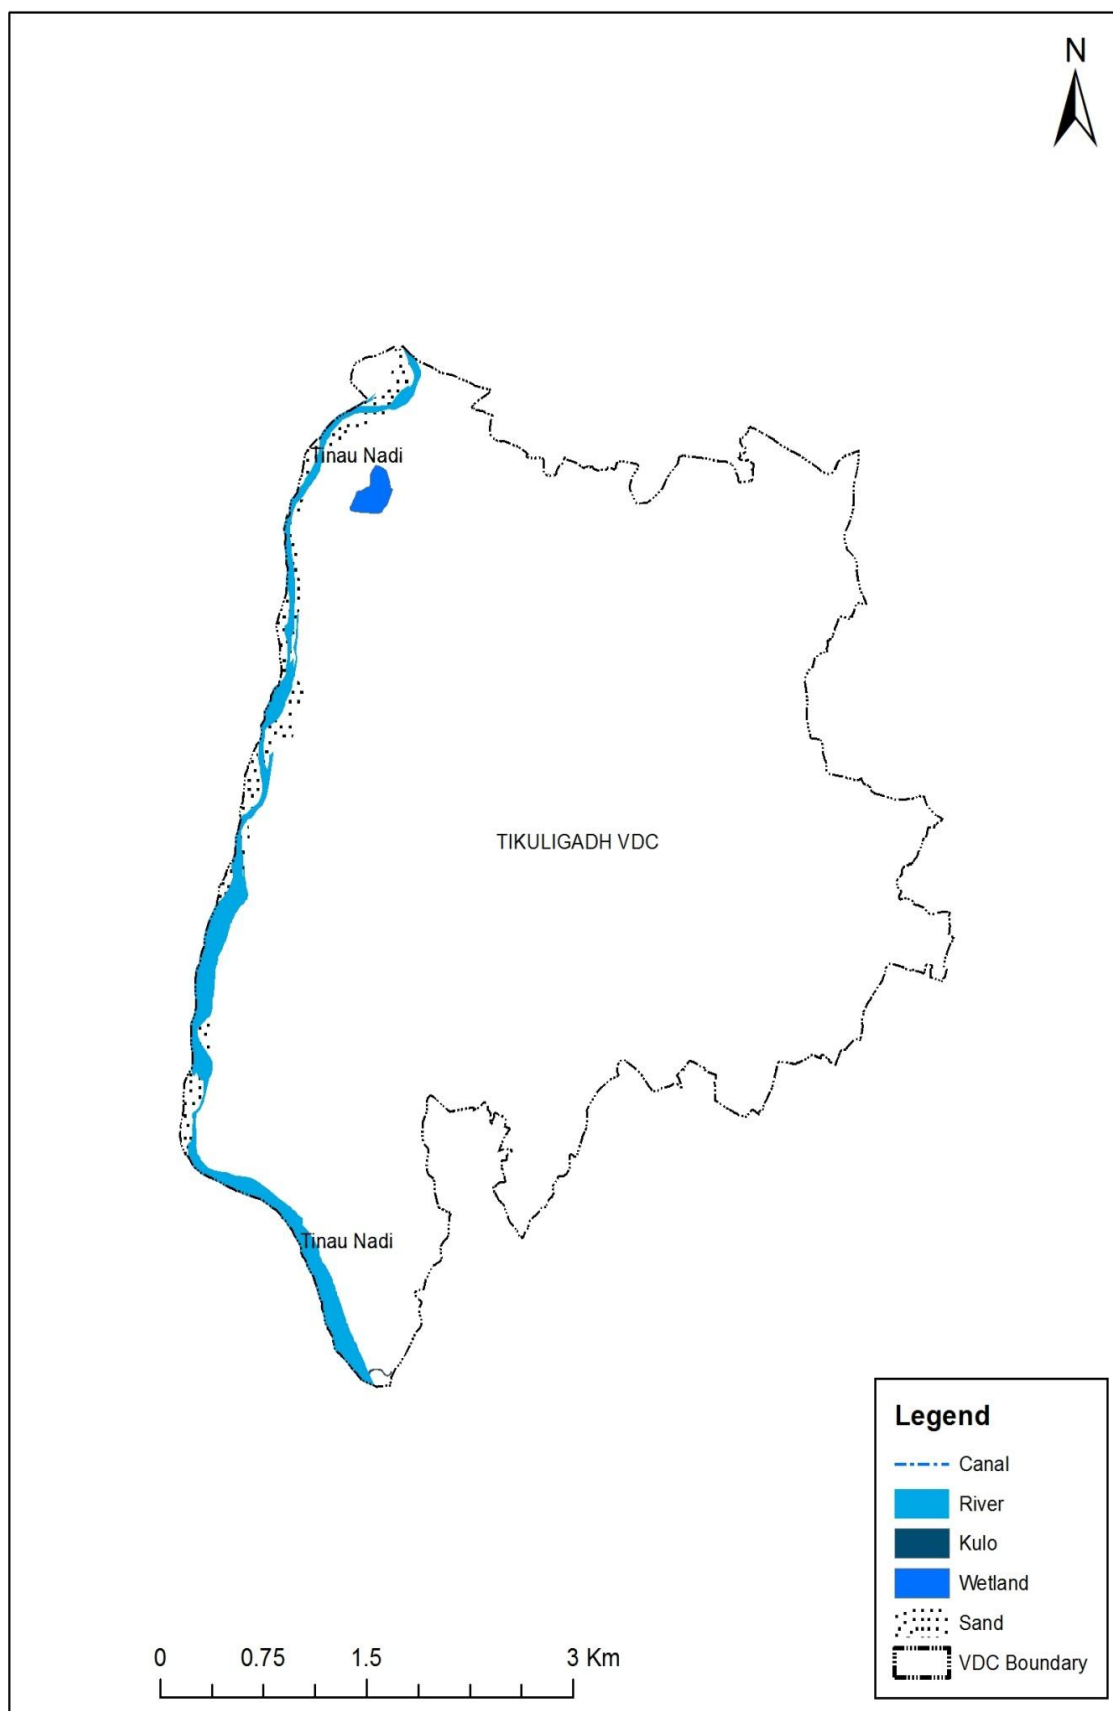 N
Tinau Nadi
TIKULIGADH VDC
Tinau Nadi
Legend
Canal
River
Kulo
Wetland
Sand
VDC Boundary
0 0.75 1.5 3 Km